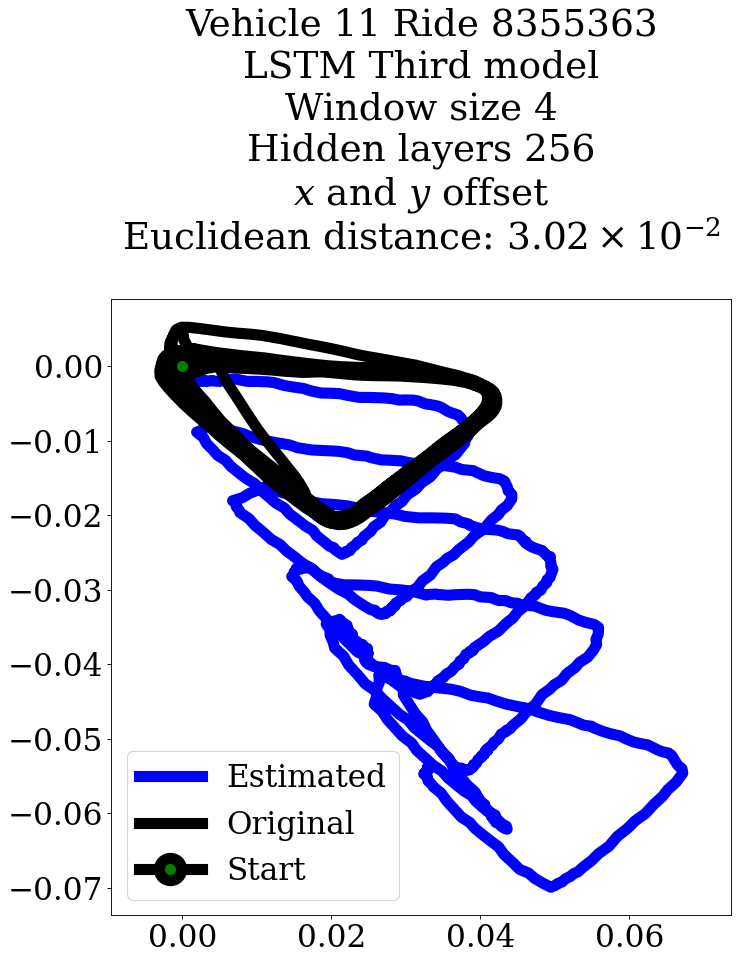 Vehicle 11 Ride 8355363
LSTM Third model
Window size 4
Hidden layers 256
x and y offset
Euclidean distance: 3.02 × 10⁻²
0.00
−0.01
−0.02
−0.03
−0.04
−0.05
−0.06
−0.07
Estimated
Original
Start
0.00 0.02 0.04 0.06